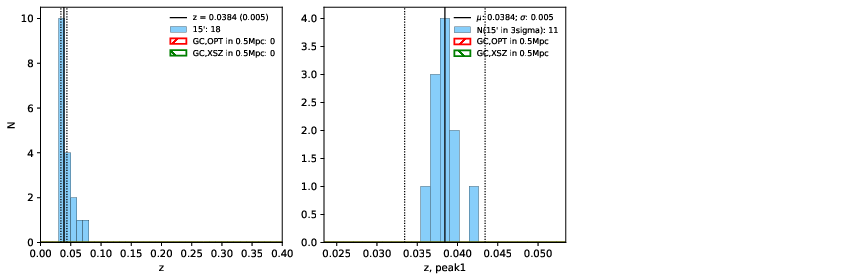 z = 0.0384 (0.005)
15': 18
GC,OPT in 0.5Mpc: 0
GC,XSZ in 0.5Mpc: 0
10
8
6
4
2
0
N
0.00 0.05 0.10 0.15 0.20 0.25 0.30 0.35 0.40
z
μ: 0.0384; σ: 0.005
N(15' in 3sigma): 11
GC,OPT in 0.5Mpc
GC,XSZ in 0.5Mpc
4.0
3.5
3.0
2.5
2.0
1.5
1.0
0.5
0.0
0.025 0.030 0.035 0.040 0.045 0.050
z, peak1